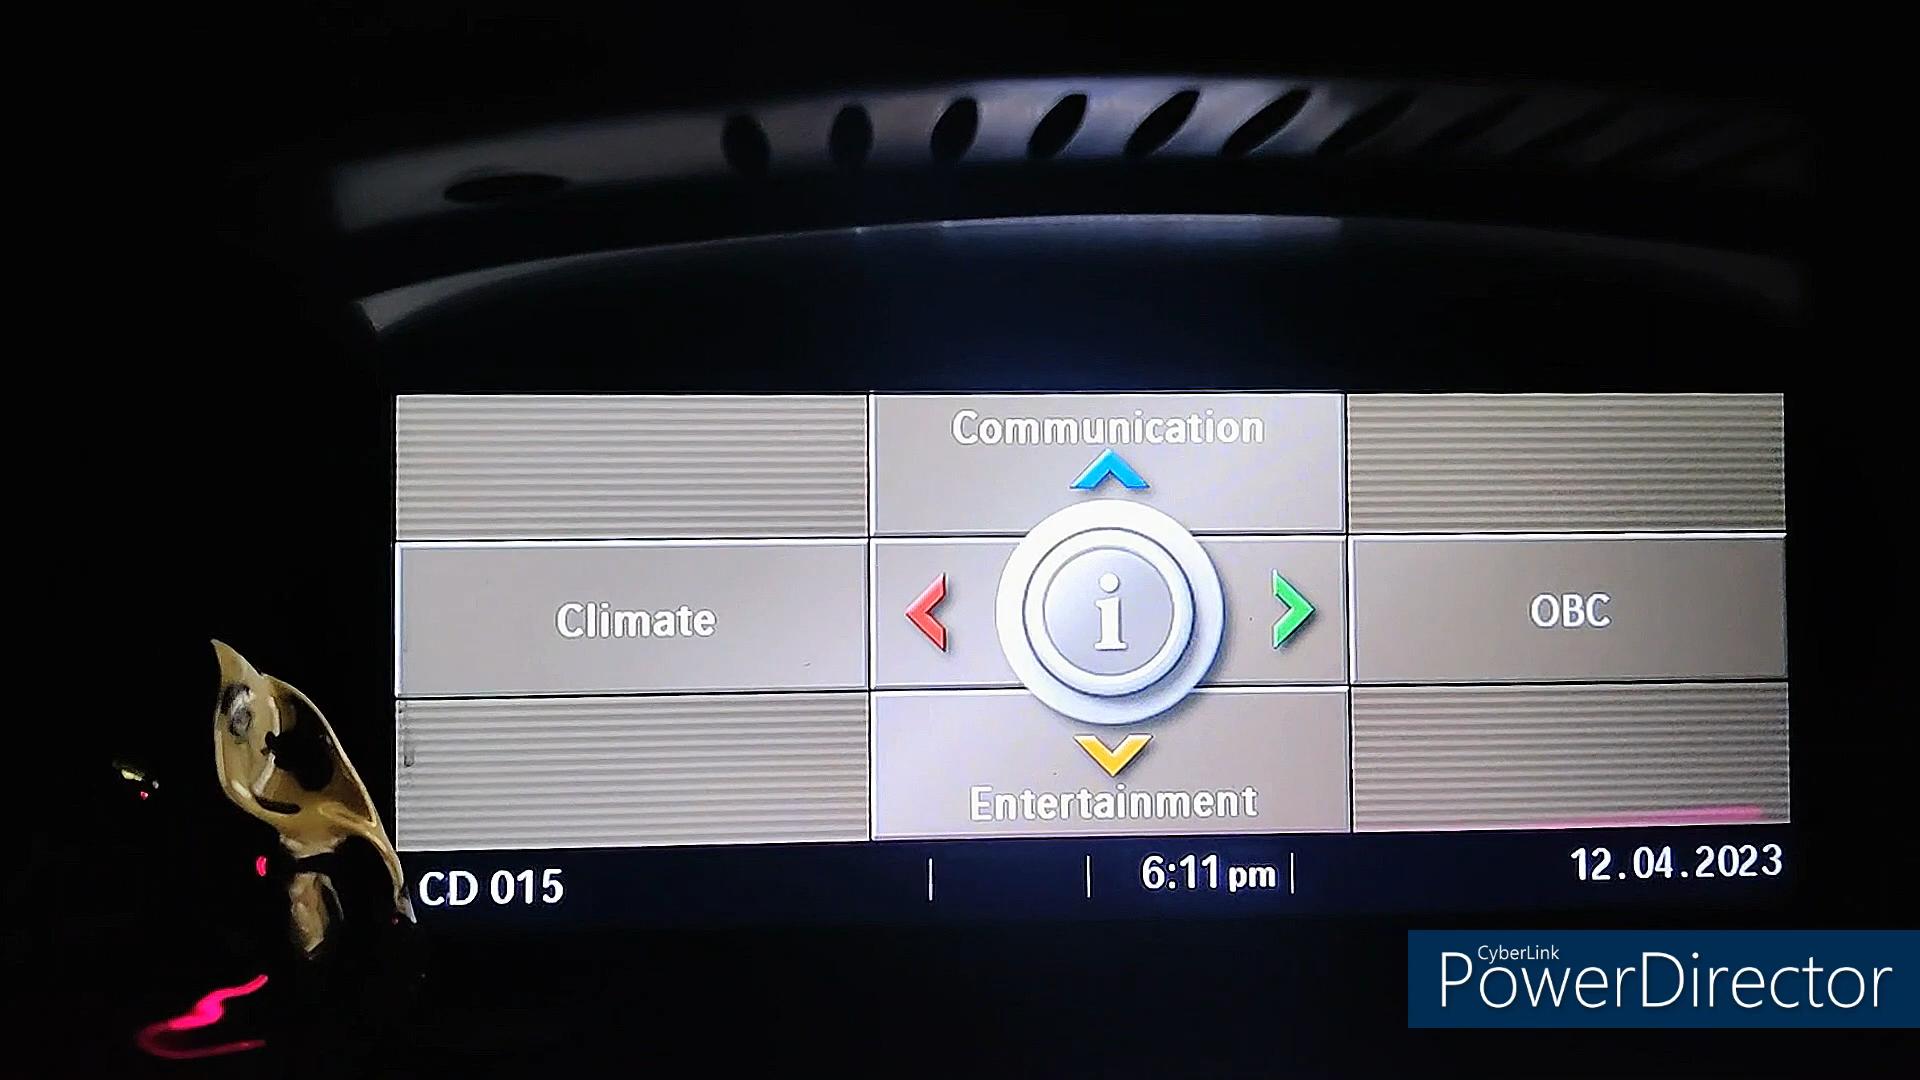 Communication
Climate
i
OBC
Entertainment
CD 015
6:11 pm
12.04.2023
CyberLink
PowerDirector